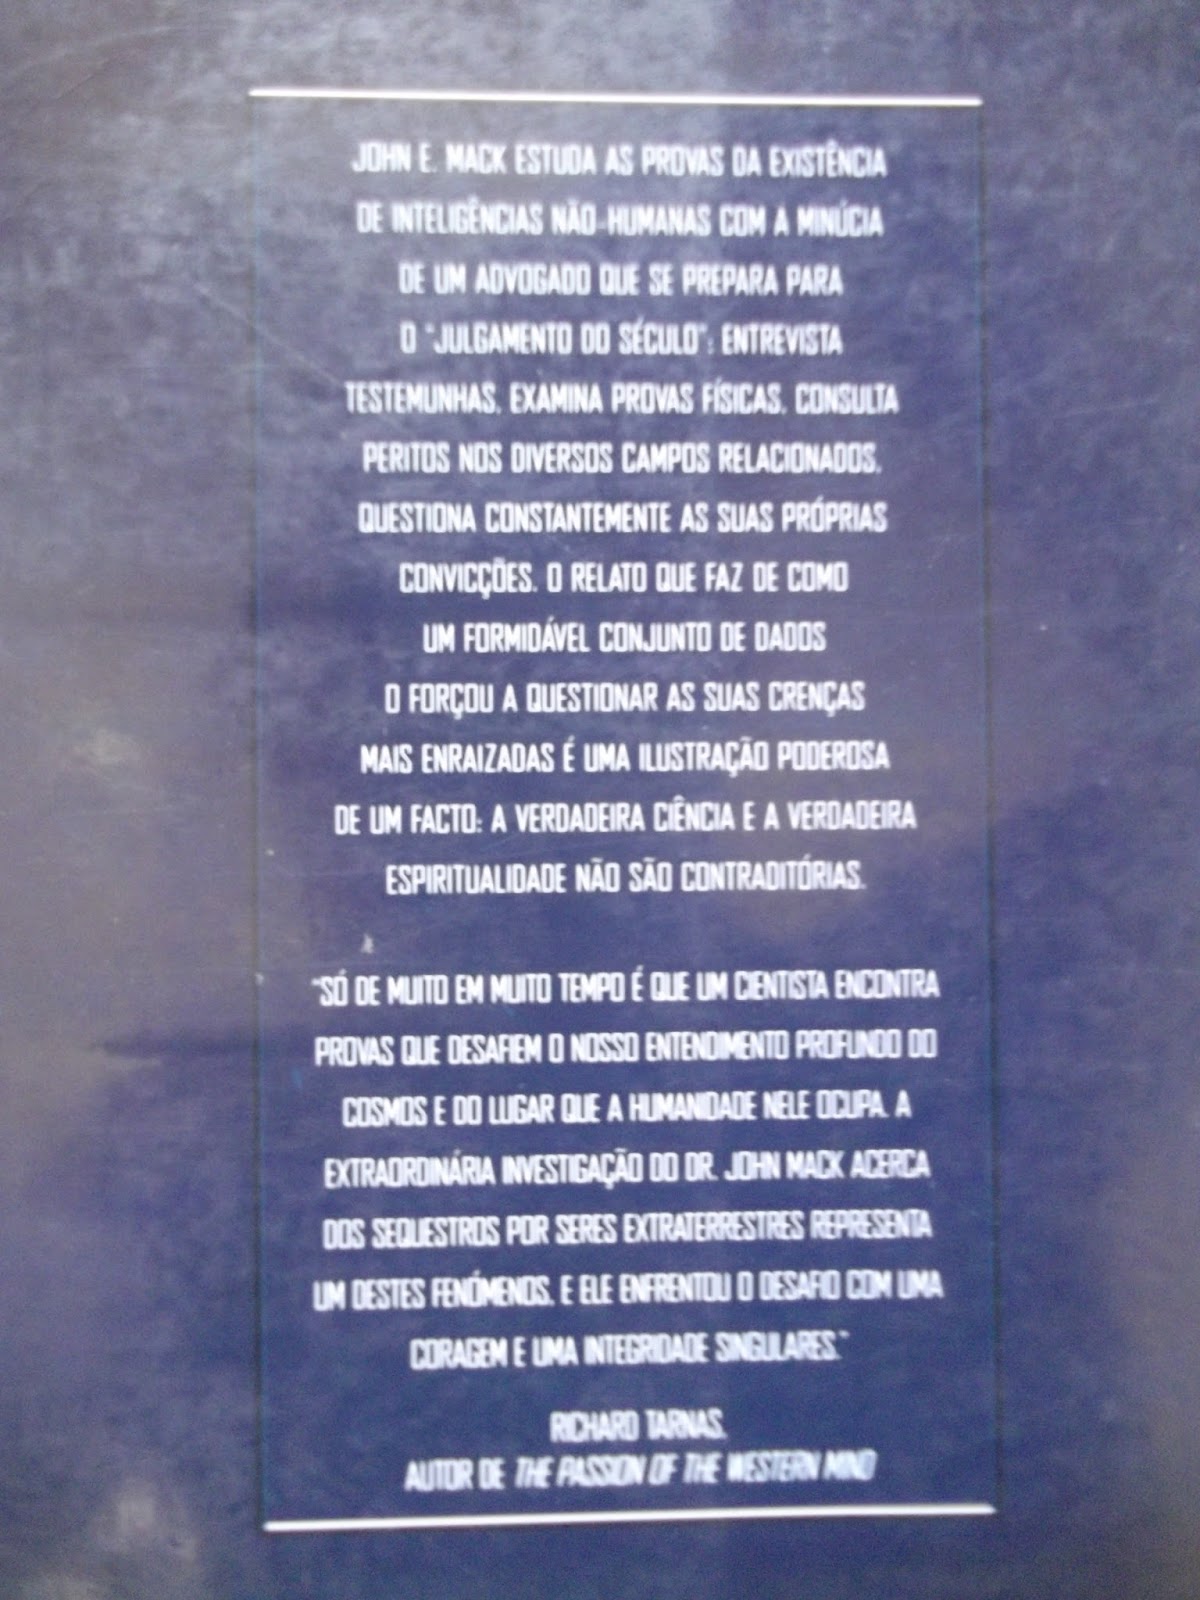 JOHN E. MACK ESTUDA AS PROVAS DA EXISTÊNCIA
DE INTELIGÊNCIAS NÃO-HUMANAS COM A MINÚCIA
DE UM ADVOGADO QUE SE PREPARA PARA
O "JULGAMENTO DO SÉCULO": ENTREVISTA
TESTEMUNHAS, EXAMINA PROVAS FÍSICAS, CONSULTA
PERITOS NOS DIVERSOS CAMPOS RELACIONADOS,
QUESTIONA CONSTANTEMENTE AS SUAS PRÓPRIAS
CONVICÇÕES. O RELATO QUE FAZ DE COMO
UM FORMIDÁVEL CONJUNTO DE DADOS
O FORÇOU A QUESTIONAR AS SUAS CRENÇAS
MAIS ENRAIZADAS É UMA ILUSTRAÇÃO PODEROSA
DE UM FACTO: A VERDADEIRA CIÊNCIA E A VERDADEIRA
ESPIRITUALIDADE NÃO SÃO CONTRADITÓRIAS.
"SÓ DE MUITO EM MUITO TEMPO É QUE UM CIENTISTA ENCONTRA
PROVAS QUE DESAFIEM O NOSSO ENTENDIMENTO PROFUNDO DO
COSMOS E DO LUGAR QUE A HUMANIDADE NELE OCUPA. A
EXTRAORDINÁRIA INVESTIGAÇÃO DO DR. JOHN MACK ACERCA
DOS SEQUESTROS POR SERES EXTRATERRESTRES REPRESENTA
UM DESTES FENÓMENOS. E ELE ENFRENTOU O DESAFIO COM UMA
CORAGEM E UMA INTEGRIDADE SINGULARES."
RICHARD TARNAS,
AUTOR DE THE PASSION OF THE WESTERN MIND